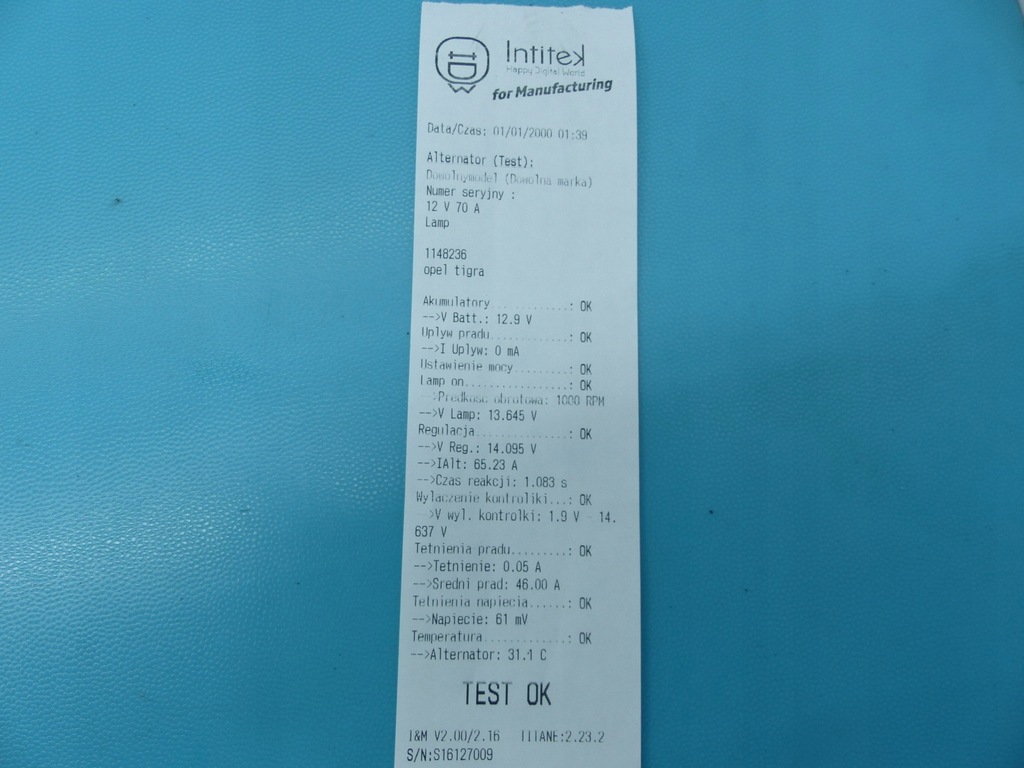 Intitek
Happy Digital World
for Manufacturing
Data/Czas: 01/01/2000 01:39
Alternator (Test):
Dowolnymodel (Dowolna marka)
Numer seryjny :
12 V 70 A
Lamp
1148236
opel tigra
Akumulatory............: OK
-->V Batt.: 12.9 V
Uplyw pradu............: OK
-->I Uplyw: 0 mA
Ustawienie mocy........: OK
Lamp on................: OK
-->Predkosc obrotowa: 1000 RPM
-->V Lamp: 13.645 V
Regulacja..............: OK
-->V Reg.: 14.095 V
-->IAlt: 65.23 A
-->Czas reakcji: 1.083 s
Wylaczenie kontroliki...: OK
-->V wyl. kontrolki: 1.9 V - 14.
637 V
Tetnienia pradu.........: OK
-->Tetnienie: 0.05 A
-->Sredni prad: 46.00 A
Tetnienia napiecia......: OK
-->Napiecie: 61 mV
Temperatura............: OK
-->Alternator: 31.1 C
TEST OK
I&M V2.00/2.16 :2.23.2
S/N:S16127009